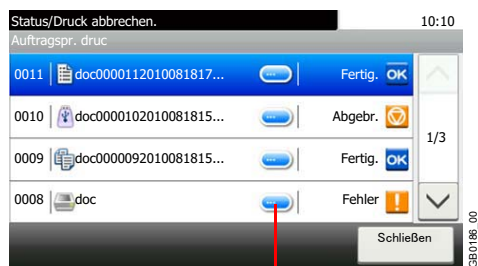 Status/Druck abbrechen. 10:10
Auftragspr. druc
0011 doc0000112010081817... ... Fertig. OK
0010 doc0000102010081815... ... Abgebr.
1/3
0009 doc0000092010081815... ... Fertig. OK
0008 doc ... Fehler !
Schließen
GB0186_00